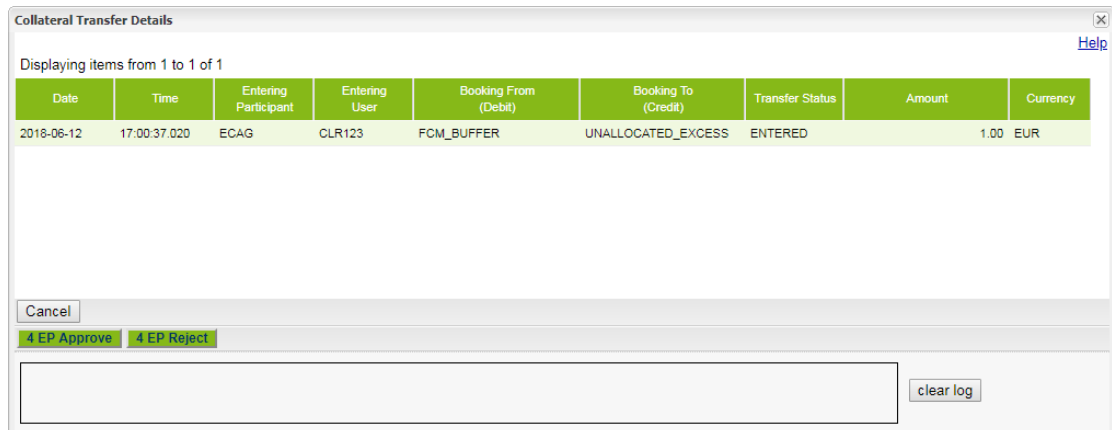 Collateral Transfer Details
Help
Displaying items from 1 to 1 of 1
Date Time Entering Participant Entering User Booking From (Debit) Booking To (Credit) Transfer Status Amount Currency
2018-06-12 17:00:37.020 ECAG CLR123 FCM_BUFFER UNALLOCATED_EXCESS ENTERED 1.00 EUR
Cancel
4 EP Approve 4 EP Reject
clear log